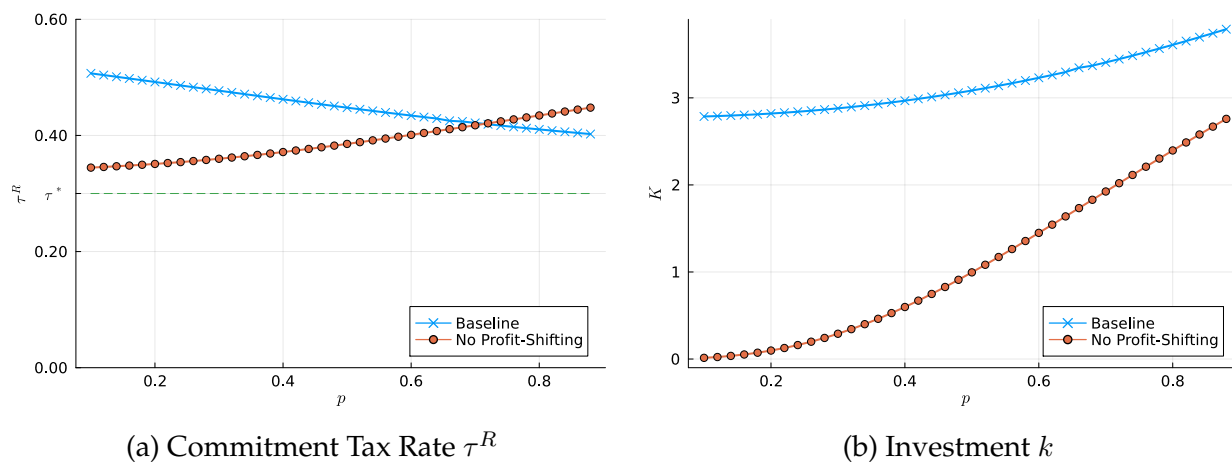 0.60
0.40
τ*
0.20
0.00
τ^R
0.2
0.4
0.6
0.8
p
Baseline
No Profit-Shifting
3
2
1
0
K
0.2
0.4
0.6
0.8
p
Baseline
No Profit-Shifting
(a) Commitment Tax Rate τ^R
(b) Investment k